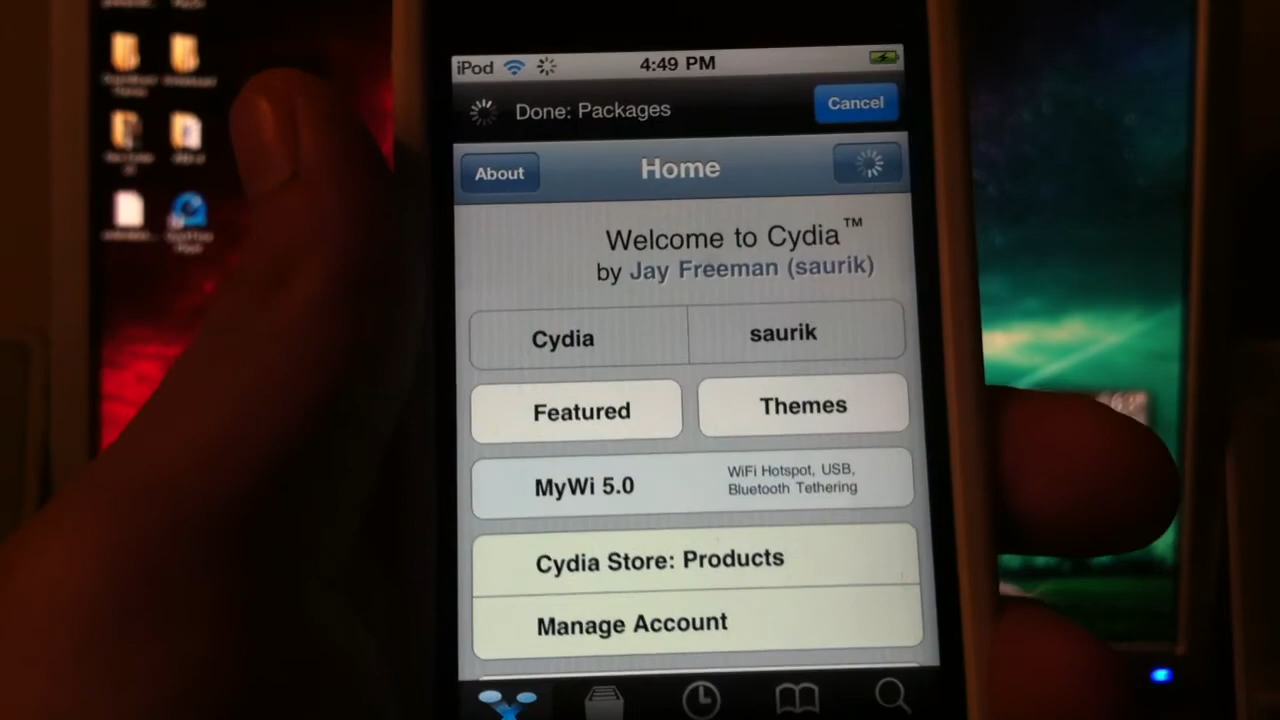 iPod 4:49 PM
Done: Packages Cancel
About Home
Welcome to Cydia™
by Jay Freeman (saurik)
Cydia saurik
Featured Themes
MyWi 5.0 WiFi Hotspot, USB,
Bluetooth Tethering
Cydia Store: Products
Manage Account